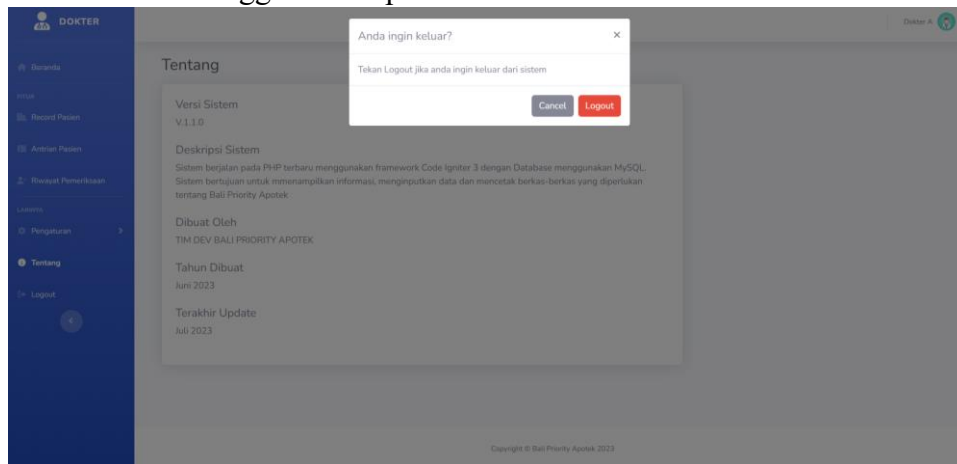 DOKTER
Dokter A
Anda ingin keluar?
×
Tekan Logout jika anda ingin keluar dari sistem
Cancel
Logout
Beranda
Record Pasien
Antrian Pasien
Riwayat Pemeriksaan
Pengaturan
Tentang
Logout
Tentang
Versi Sistem
V.1.1.0
Deskripsi Sistem
Sistem berjalan pada PHP terbaru menggunakan framework Code Igniter 3 dengan Database menggunakan MySQL.
Sistem bertujuan untuk mmenampilkan informasi, menginputkan data dan mencetak berkas-berkas yang diperlukan
tentang Bali Priority Apotek
Dibuat Oleh
TIM DEV BALI PRIORITY APOTEK
Tahun Dibuat
Juni 2023
Terakhir Update
Juli 2023
Copyright © Bali Priority Apotek 2023